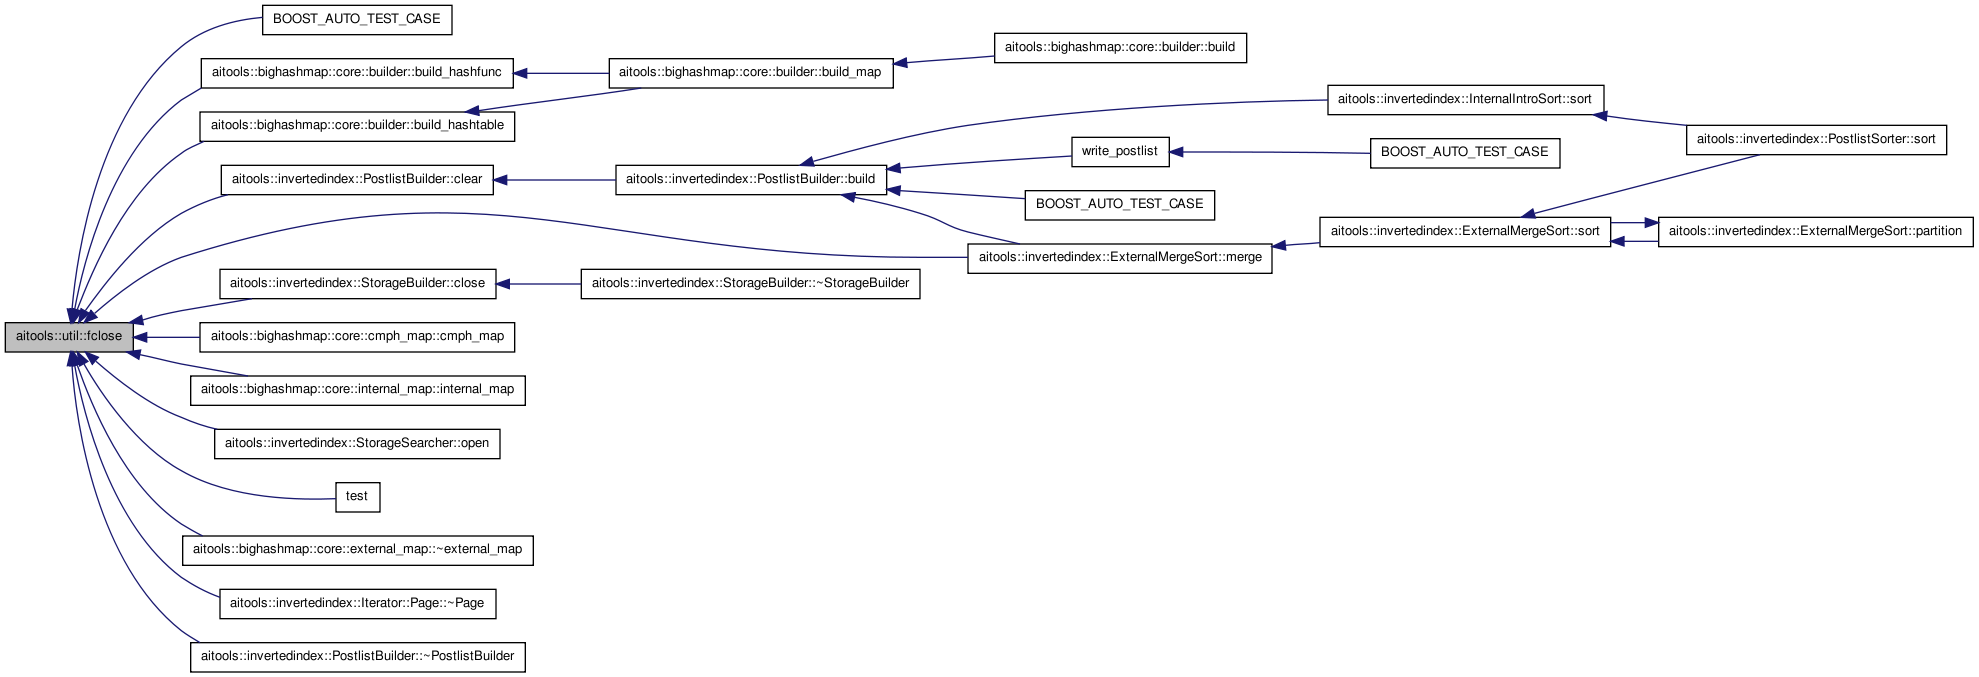 BOOST_AUTO_TEST_CASE
aitools::bighashmap::core::builder::build
aitools::bighashmap::core::builder::build_hashfunc
aitools::bighashmap::core::builder::build_map
aitools::invertedindex::InternalIntroSort::sort
aitools::bighashmap::core::builder::build_hashtable
aitools::invertedindex::PostlistSorter::sort
write_postlist
BOOST_AUTO_TEST_CASE
aitools::invertedindex::PostlistBuilder::clear
aitools::invertedindex::PostlistBuilder::build
BOOST_AUTO_TEST_CASE
aitools::invertedindex::ExternalMergeSort::sort
aitools::invertedindex::ExternalMergeSort::partition
aitools::invertedindex::ExternalMergeSort::merge
aitools::invertedindex::StorageBuilder::close
aitools::invertedindex::StorageBuilder::~StorageBuilder
aitools::util::fclose
aitools::bighashmap::core::cmph_map::cmph_map
aitools::bighashmap::core::internal_map::internal_map
aitools::invertedindex::StorageSearcher::open
test
aitools::bighashmap::core::external_map::~external_map
aitools::invertedindex::Iterator::Page::~Page
aitools::invertedindex::PostlistBuilder::~PostlistBuilder